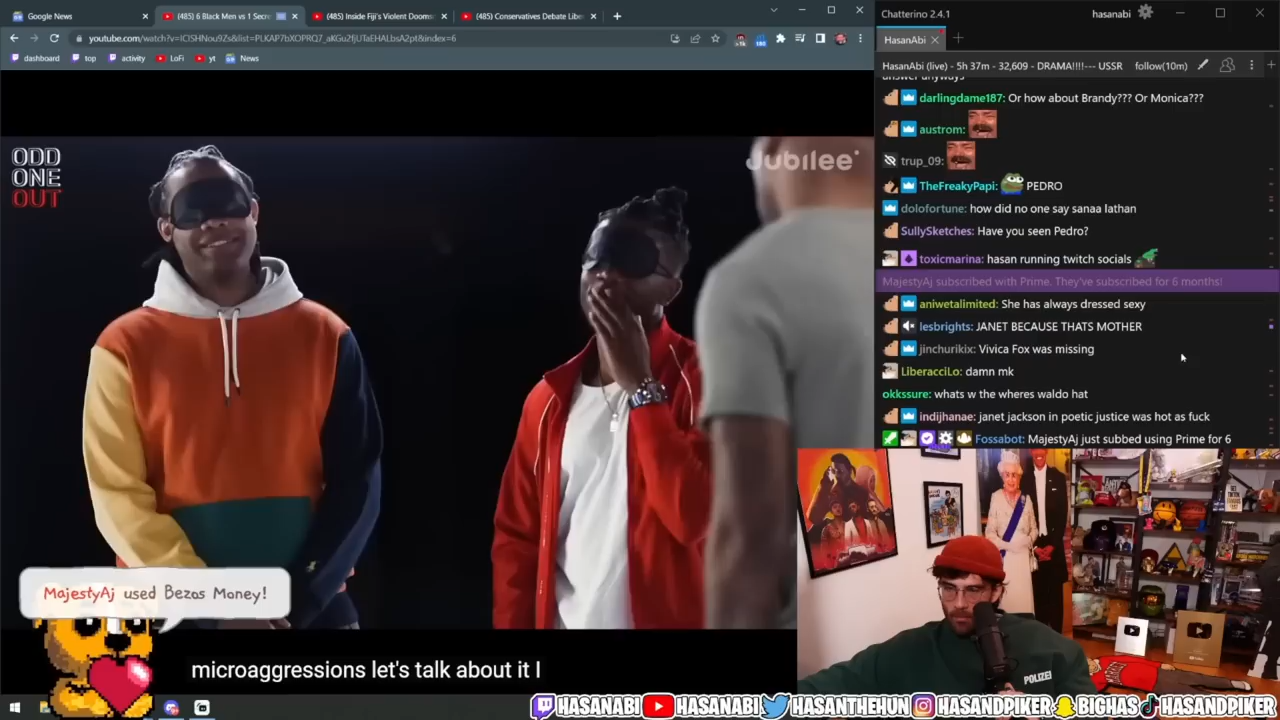 Google News
(485) 6 Black Men vs 1 Secre
(485) Inside Fiji's Violent Dooms
(485) Conservatives Debate Libe
youtube.com/watch?v=ICISHNou9Zs&list=PLKAP7bXOPRQ7_aKGu2fjUTaEHALbsA2pt&index=6
dashboard
top
activity
LoFi
yt
News
ODD
ONE
OUT
Jubilee
MajestyAj used Bezos Money!
microaggressions let's talk about it I
Chatterino 2.4.1
hasanabi
HasanAbi
HasanAbi (live) - 5h 37m - 32,609 - DRAMA!!!!--- USSR
follow(10m)
answer anyways
darlingdame187: Or how about Brandy??? Or Monica???
austrom:
trup_09:
TheFreakyPapi: PEDRO
dolofortune: how did no one say sanaa lathan
SullySketches: Have you seen Pedro?
toxicmarina: hasan running twitch socials
MajestyAj subscribed with Prime. They've subscribed for 6 months!
aniwetalimited: She has always dressed sexy
lesbrights: JANET BECAUSE THATS MOTHER
jinchurikix: Vivica Fox was missing
LiberacciLo: damn mk
okkssure: whats w the wheres waldo hat
indijhanae: janet jackson in poetic justice was hot as fuck
Fossabot: MajestyAj just subbed using Prime for 6
POLIZEI
HASANABI
HASANABI
HASANTHEHUN
HASANDPIKER
BIGHAS
HASANDPIKER